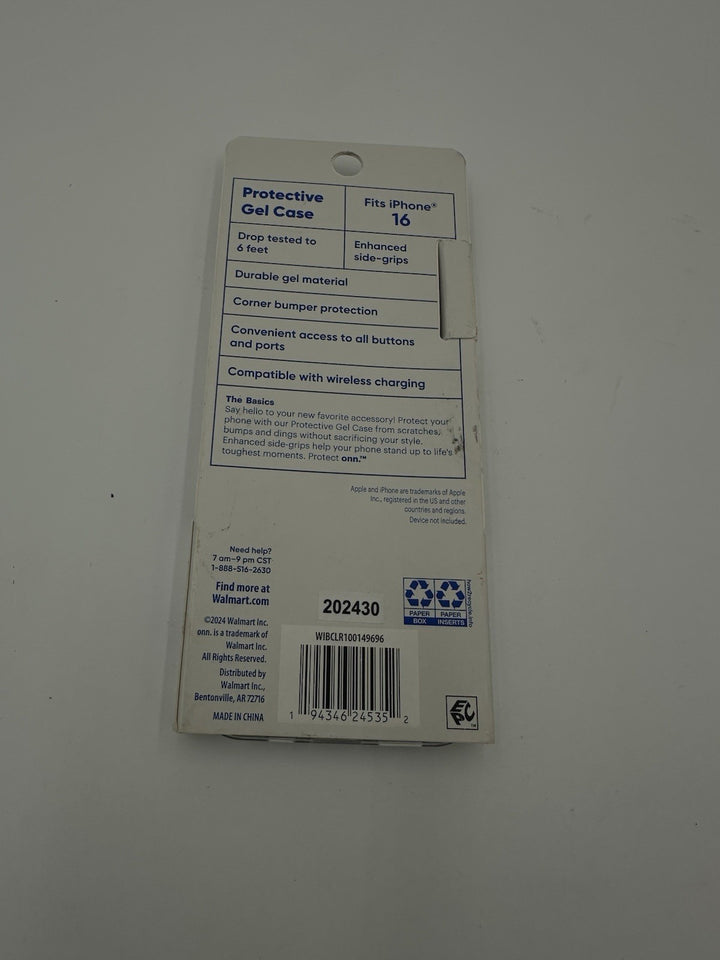 Protective
Gel Case
Fits iPhone®
16
Drop tested to
6 feet
Enhanced
side-grips
Durable gel material
Corner bumper protection
Convenient access to all buttons
and ports
Compatible with wireless charging
The Basics
Say hello to your new favorite accessory! Protect your
phone with our Protective Gel Case from scratches,
bumps and dings without sacrificing your style.
Enhanced side-grips help your phone stand up to life's
toughest moments. Protect onn.™
Apple and iPhone are trademarks of Apple
Inc., registered in the US and other
countries and regions.
Device not included.
Need help?
7 am–9 pm CST
1-888-516-2630
Find more at
Walmart.com
©2024 Walmart Inc.
onn. is a trademark of
Walmart Inc.
All Rights Reserved.
Distributed by
Walmart Inc.,
Bentonville, AR 72716
MADE IN CHINA
202430
WIBCLR100149696
1 94346 24535 2
PAPER
BOX
PAPER
INSERTS
how2recycle.info
EPC™